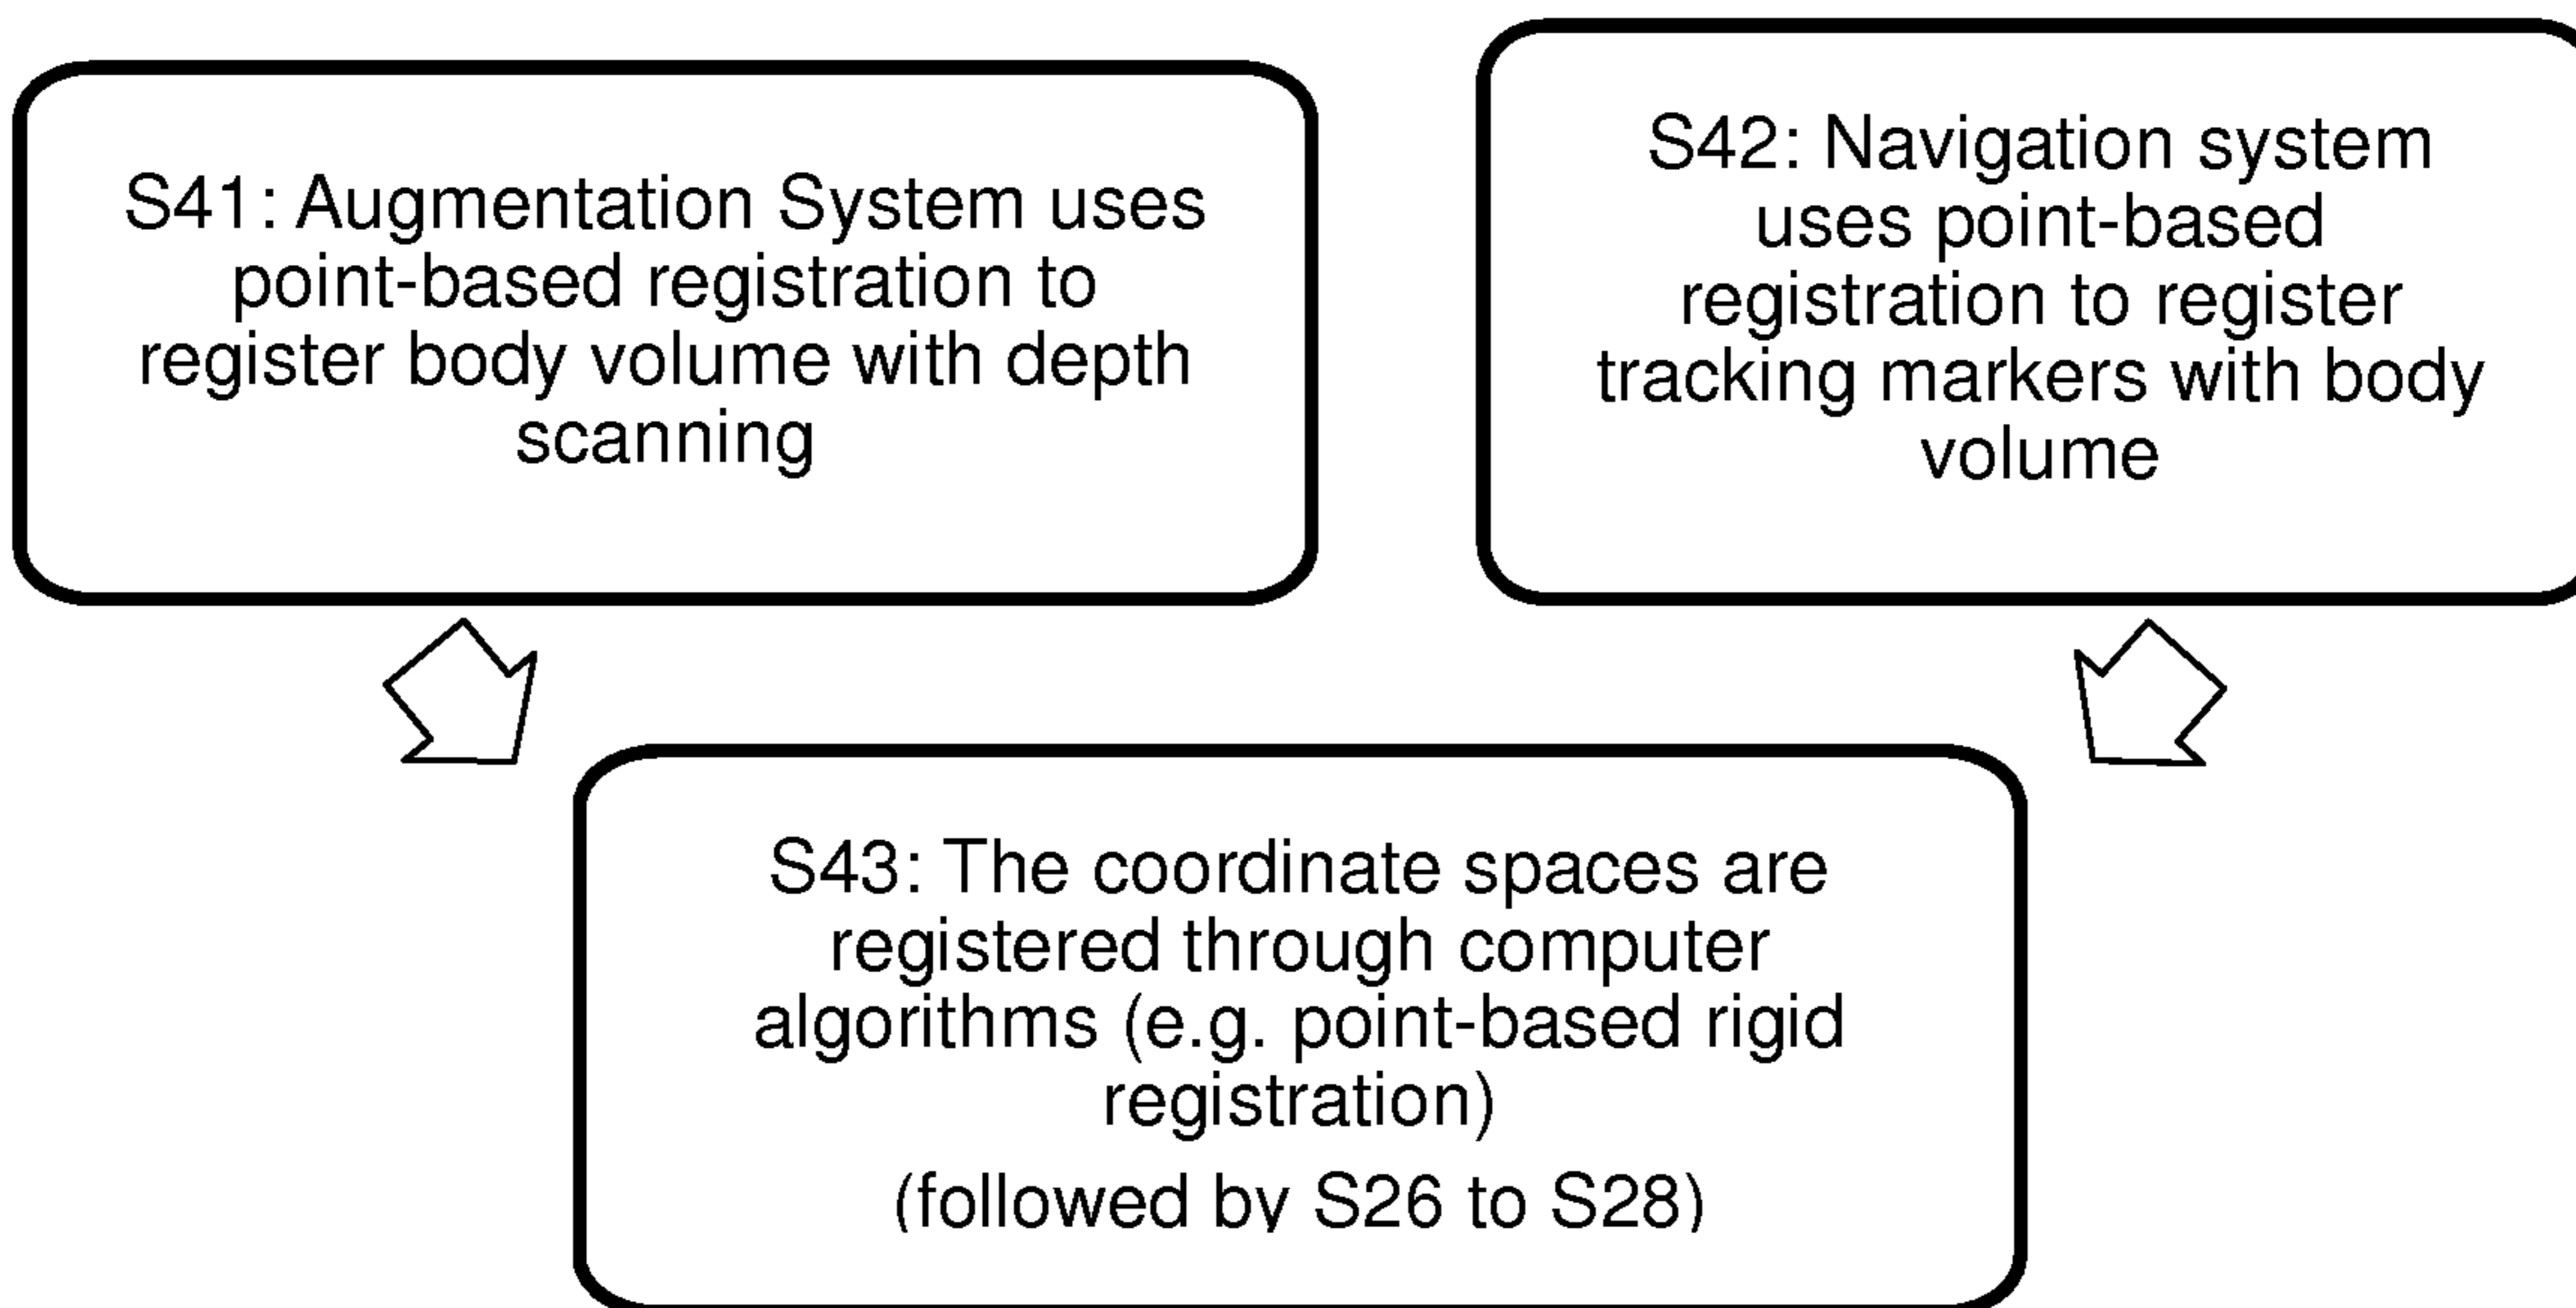 S41: Augmentation System uses
point-based registration to
register body volume with depth
scanning
S42: Navigation system
uses point-based
registration to register
tracking markers with body
volume
S43: The coordinate spaces are
registered through computer
algorithms (e.g. point-based rigid
registration)
(followed by S26 to S28)